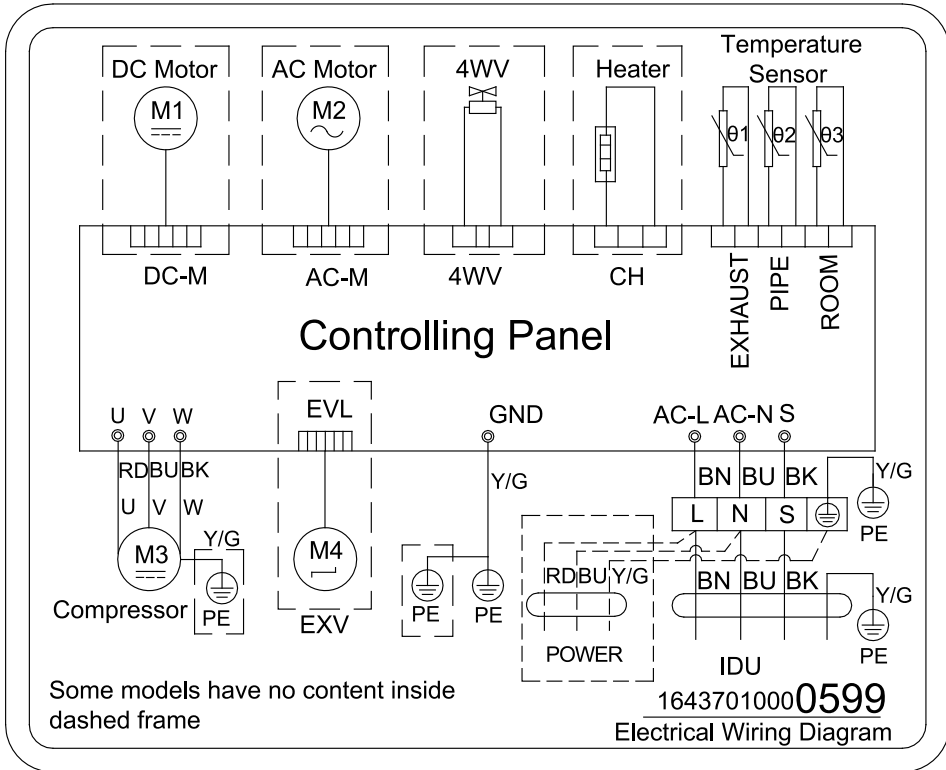 DC Motor
AC Motor
4WV
Heater
Temperature
Sensor
M1
M2
θ1
θ2
θ3
DC-M
AC-M
4WV
CH
EXHAUST
PIPE
ROOM
Controlling Panel
U V W
EVL
GND
AC-L AC-N S
RD BU BK
Y/G
BN BU BK
Y/G
U V W
L N S
PE
M3
Y/G
M4
RD BU Y/G
BN BU BK
Y/G
Compressor
PE
EXV
PE
PE
POWER
IDU
PE
Some models have no content inside
dashed frame
16437010000599
Electrical Wiring Diagram